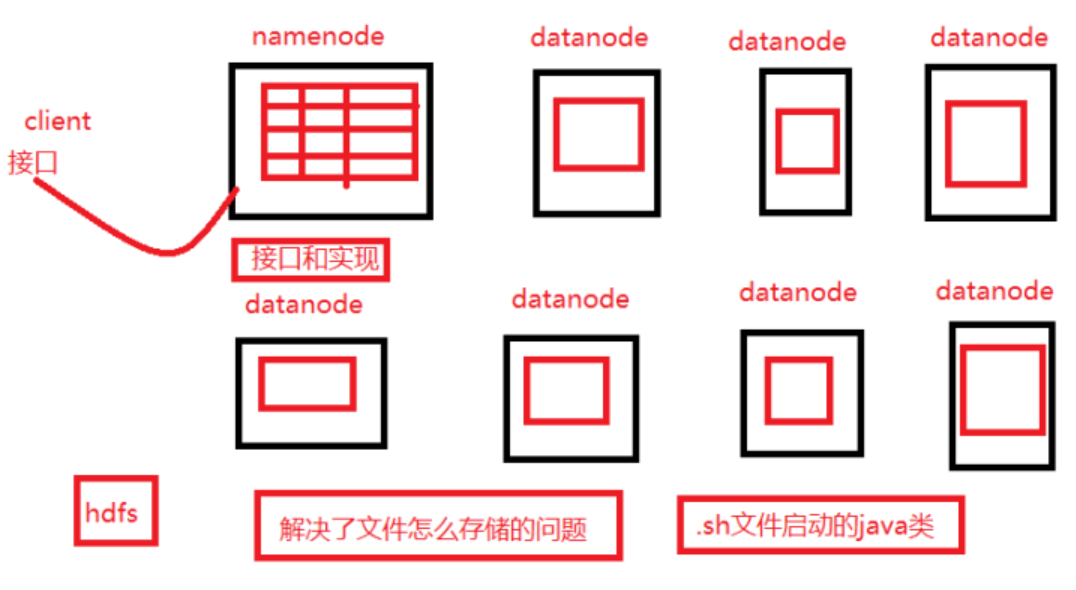 namenode
datanode
datanode
datanode
client
接口
接口和实现
datanode
datanode
datanode
datanode
hdfs
解决了文件怎么存储的问题
.sh文件启动的java类